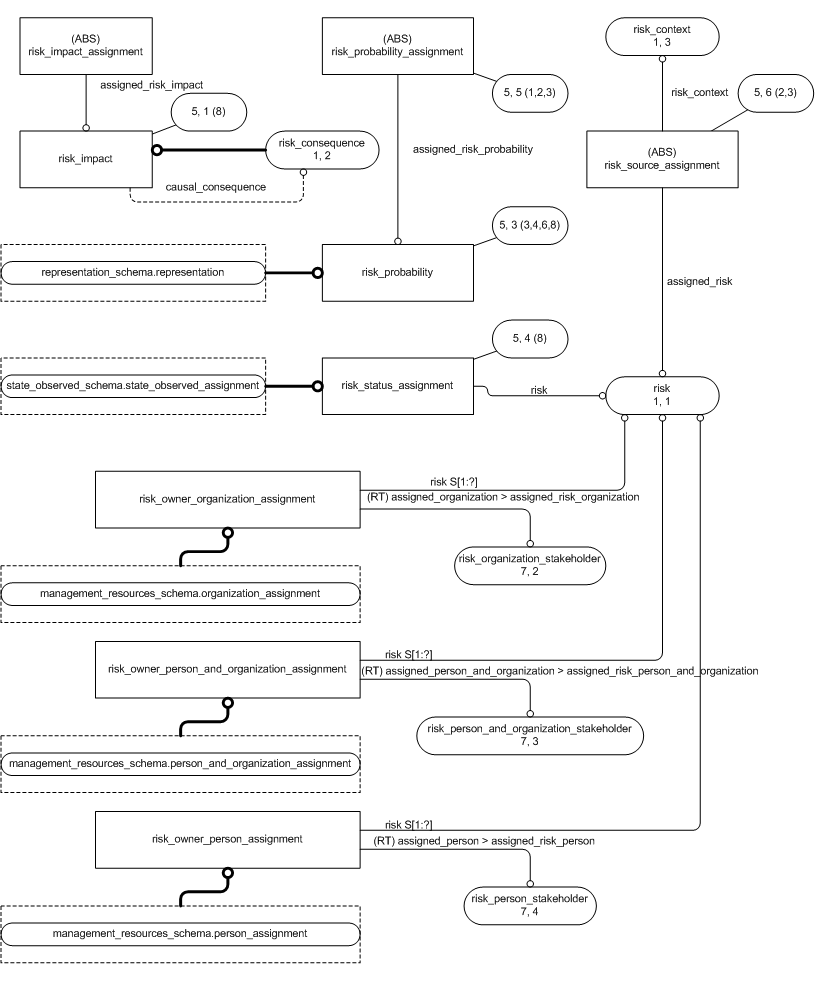 (ABS)
risk_impact_assignment
(ABS)
risk_probability_assignment
risk_context
1, 3
assigned_risk_impact
5, 1 (8)
5, 5 (1,2,3)
risk_context
5, 6 (2,3)
risk_impact
risk_consequence
1, 2
assigned_risk_probability
(ABS)
risk_source_assignment
causal_consequence
5, 3 (3,4,6,8)
representation_schema.representation
risk_probability
assigned_risk
5, 4 (8)
state_observed_schema.state_observed_assignment
risk_status_assignment
risk
risk
1, 1
risk S[1:?]
risk_owner_organization_assignment
(RT) assigned_organization > assigned_risk_organization
risk_organization_stakeholder
7, 2
management_resources_schema.organization_assignment
risk S[1:?]
risk_owner_person_and_organization_assignment
(RT) assigned_person_and_organization > assigned_risk_person_and_organization
risk_person_and_organization_stakeholder
7, 3
management_resources_schema.person_and_organization_assignment
risk S[1:?]
risk_owner_person_assignment
(RT) assigned_person > assigned_risk_person
risk_person_stakeholder
7, 4
management_resources_schema.person_assignment